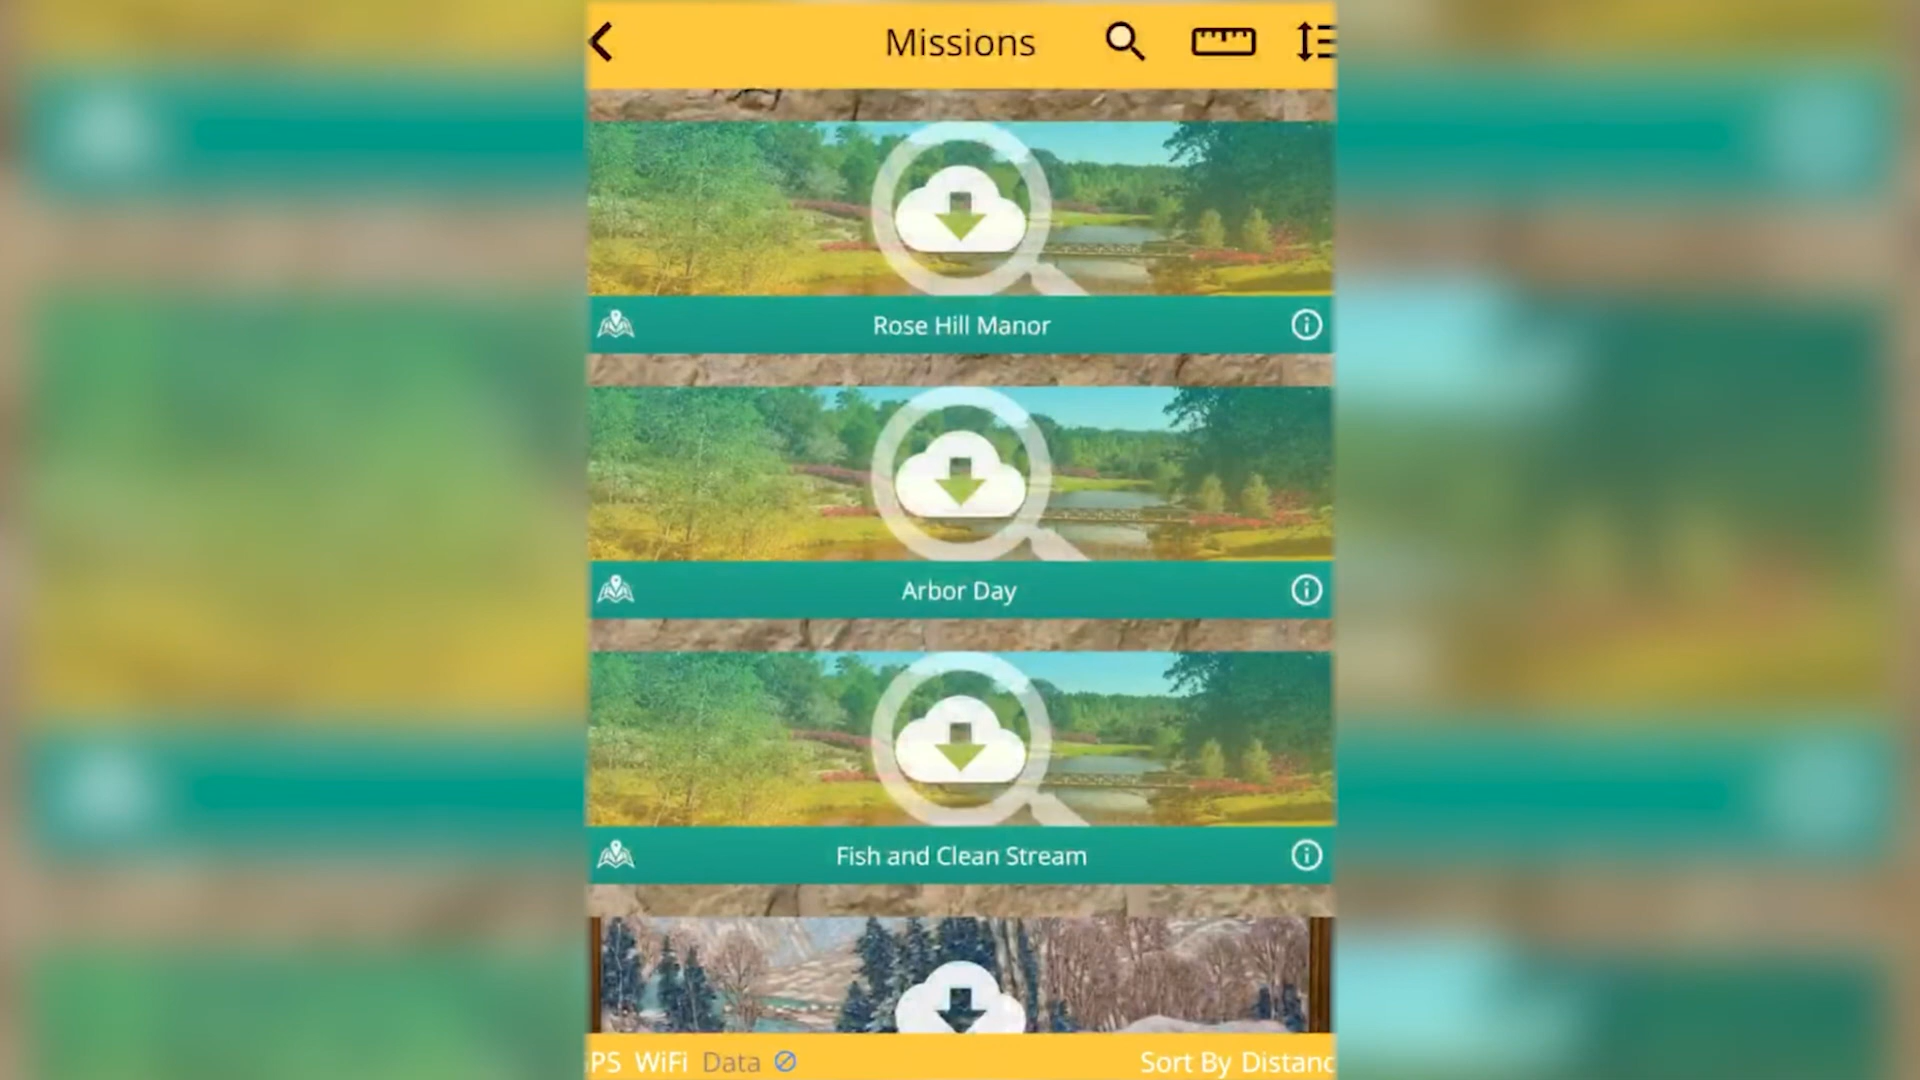 Missions
Rose Hill Manor
Arbor Day
Fish and Clean Stream
PS WiFi Data
Sort By Distanc